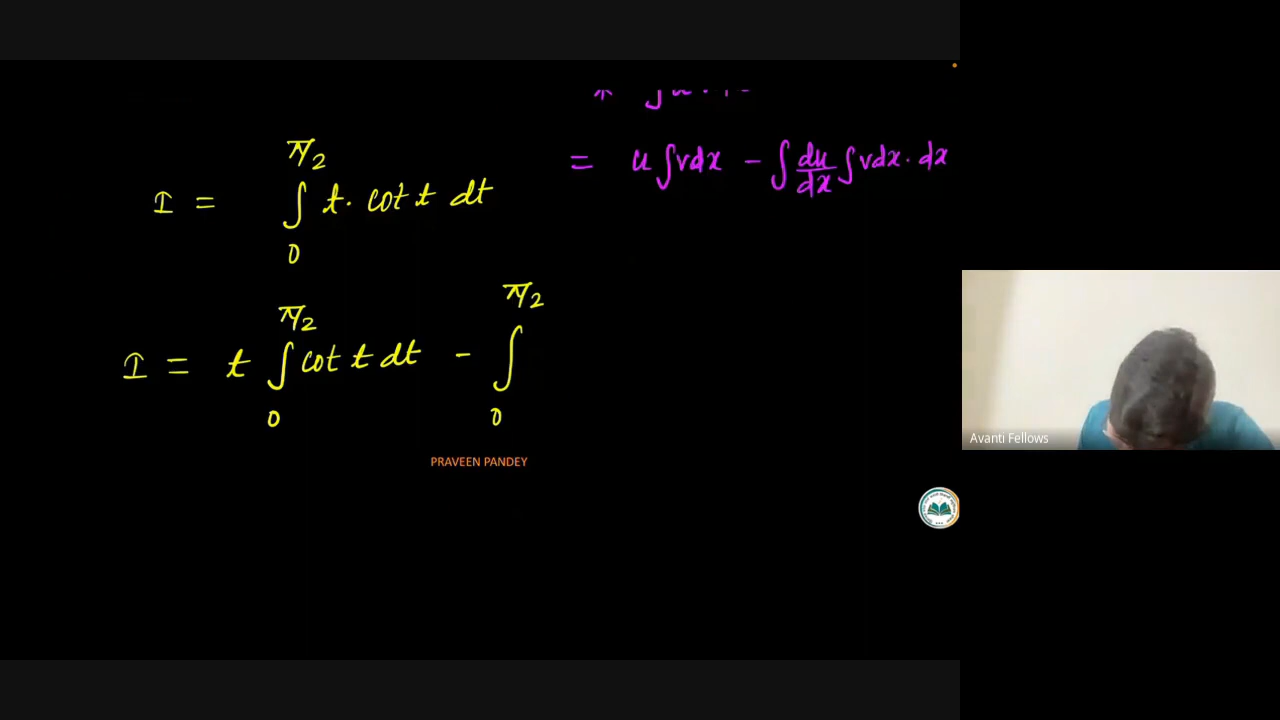 I = ∫₀^{π/2} t · cot t dt
= u ∫vdx − ∫ du/dx ∫vdx · dx
I = t ∫₀^{π/2} cot t dt − ∫₀^{π/2}
PRAVEEN PANDEY
Avanti Fellows